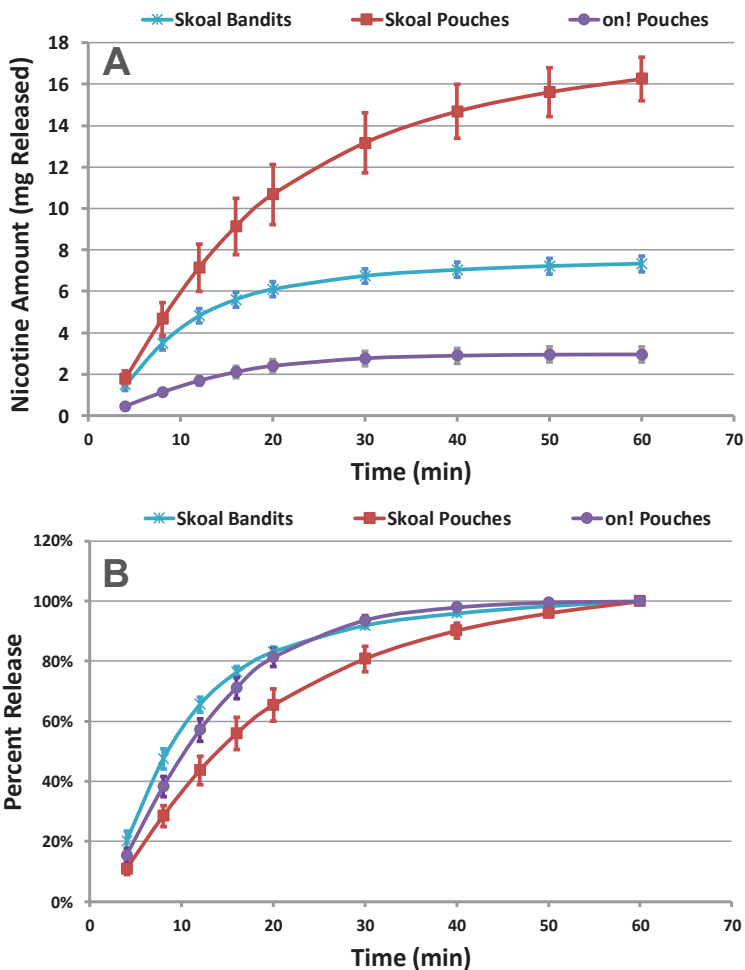 Skoal Bandits Skoal Pouches on! Pouches
A
18
16
14
12
10
8
6
4
2
0
Nicotine Amount (mg Released)
0 10 20 30 40 50 60 70
Time (min)
Skoal Bandits Skoal Pouches on! Pouches
B
120%
100%
80%
60%
40%
20%
0%
Percent Release
0 10 20 30 40 50 60 70
Time (min)